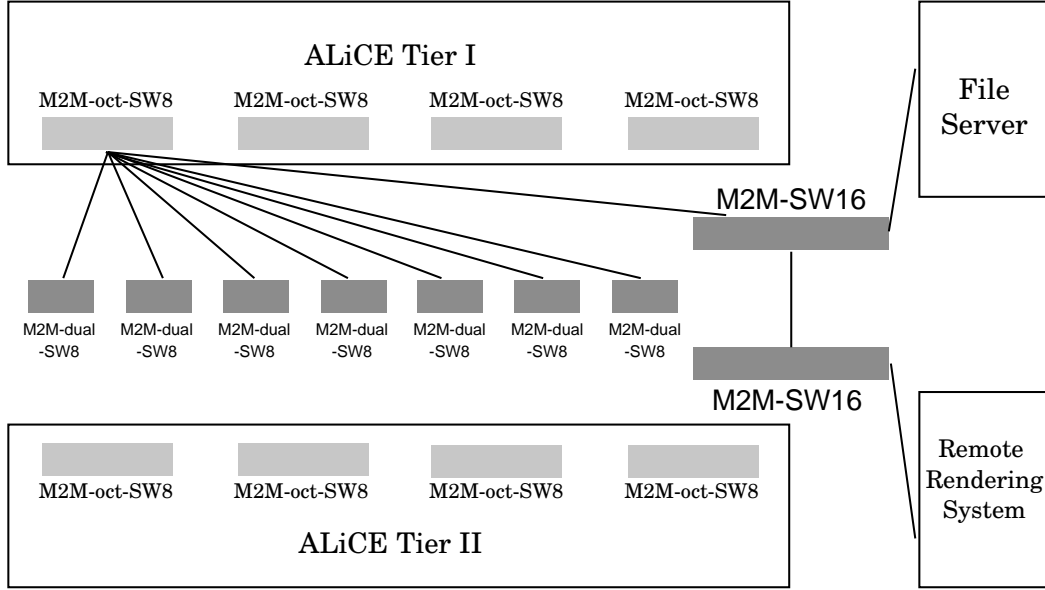 ALiCE Tier I
M2M-oct-SW8 M2M-oct-SW8 M2M-oct-SW8 M2M-oct-SW8
File
Server
M2M-SW16
M2M-dual M2M-dual M2M-dual M2M-dual M2M-dual M2M-dual M2M-dual
-SW8 -SW8 -SW8 -SW8 -SW8 -SW8 -SW8
M2M-SW16
Remote
Rendering
System
M2M-oct-SW8 M2M-oct-SW8 M2M-oct-SW8 M2M-oct-SW8
ALiCE Tier II